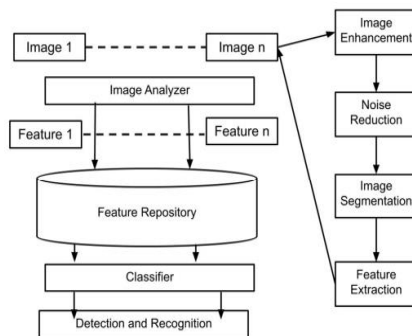 Image 1
Image n
Image Analyzer
Feature 1
Feature n
Feature Repository
Classifier
Detection and Recognition
Image
Enhancement
Noise
Reduction
Image
Segmentation
Feature
Extraction